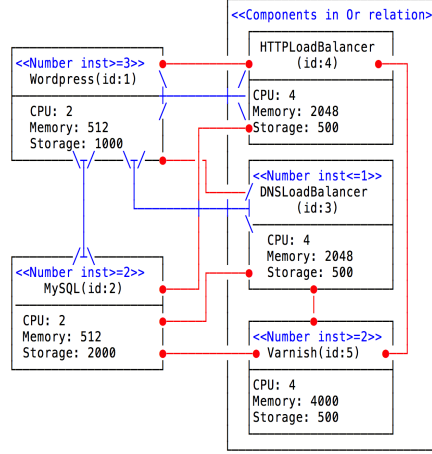 <<Components in Or relation>>
<<Number inst>=3>>
Wordpress(id:1)
CPU: 2
Memory: 512
Storage: 1000
HTTPLoadBalancer
(id:4)
CPU: 4
Memory: 2048
Storage: 500
<<Number inst<=1>>
DNSLoadBalancer
(id:3)
CPU: 4
Memory: 2048
Storage: 500
<<Number inst>=2>>
MySQL(id:2)
CPU: 2
Memory: 512
Storage: 2000
<<Number inst>=2>>
Varnish(id:5)
CPU: 4
Memory: 4000
Storage: 500